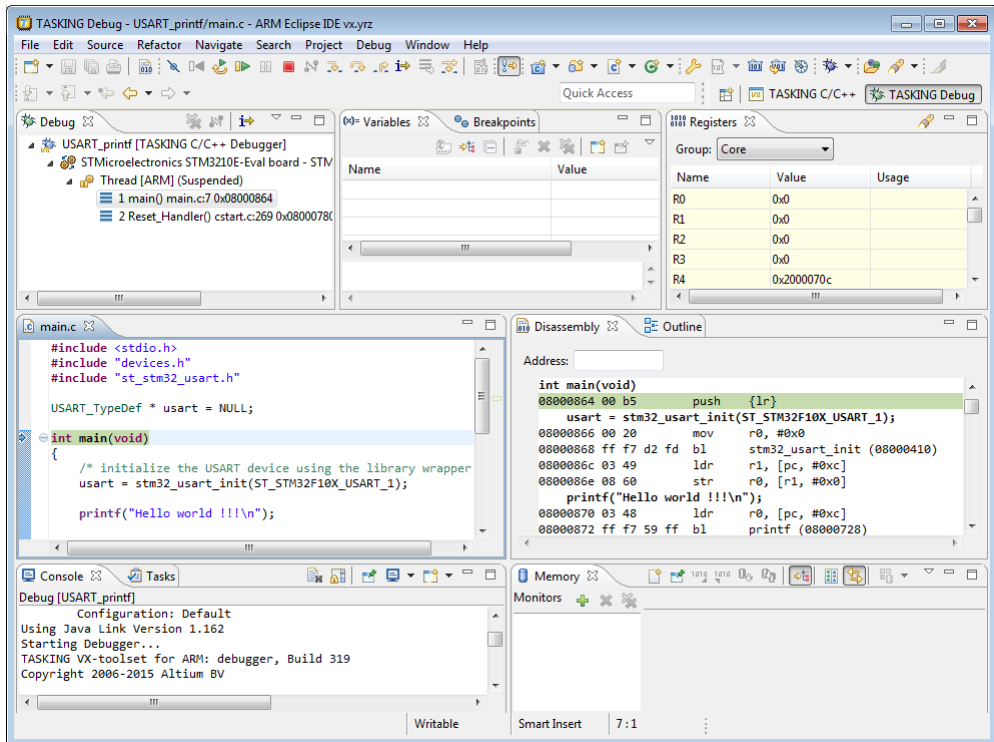 TASKING Debug - USART_printf/main.c - ARM Eclipse IDE vx.yrz
File Edit Source Refactor Navigate Search Project Debug Window Help
Quick Access
TASKING C/C++
TASKING Debug
Debug
USART_printf [TASKING C/C++ Debugger]
STMicroelectronics STM3210E-Eval board - STM
Thread [ARM] (Suspended)
1 main() main.c:7 0x08000864
2 Reset_Handler() cstart.c:269 0x08000780
(x)= Variables
Breakpoints
Name Value
1010 0101 Registers
Group: Core
Name Value Usage
R0 0x0
R1 0x0
R2 0x0
R3 0x0
R4 0x2000070c
main.c
#include <stdio.h>
#include "devices.h"
#include "st_stm32_usart.h"
USART_TypeDef * usart = NULL;
int main(void)
{
/* initialize the USART device using the library wrapper
usart = stm32_usart_init(ST_STM32F10X_USART_1);
printf("Hello world !!!\n");
Disassembly
Outline
Address:
int main(void)
08000864 00 b5 push {lr}
usart = stm32_usart_init(ST_STM32F10X_USART_1);
08000866 00 20 mov r0, #0x0
08000868 ff f7 d2 fd bl stm32_usart_init (08000410)
0800086c 03 49 ldr r1, [pc, #0xc]
0800086e 08 60 str r0, [r1, #0x0]
printf("Hello world !!!\n");
08000870 03 48 ldr r0, [pc, #0xc]
08000872 ff f7 59 ff bl printf (08000728)
Console
Tasks
Debug [USART_printf]
Configuration: Default
Using Java Link Version 1.162
Starting Debugger...
TASKING VX-toolset for ARM: debugger, Build 319
Copyright 2006-2015 Altium BV
Memory
Monitors
Writable
Smart Insert
7 : 1